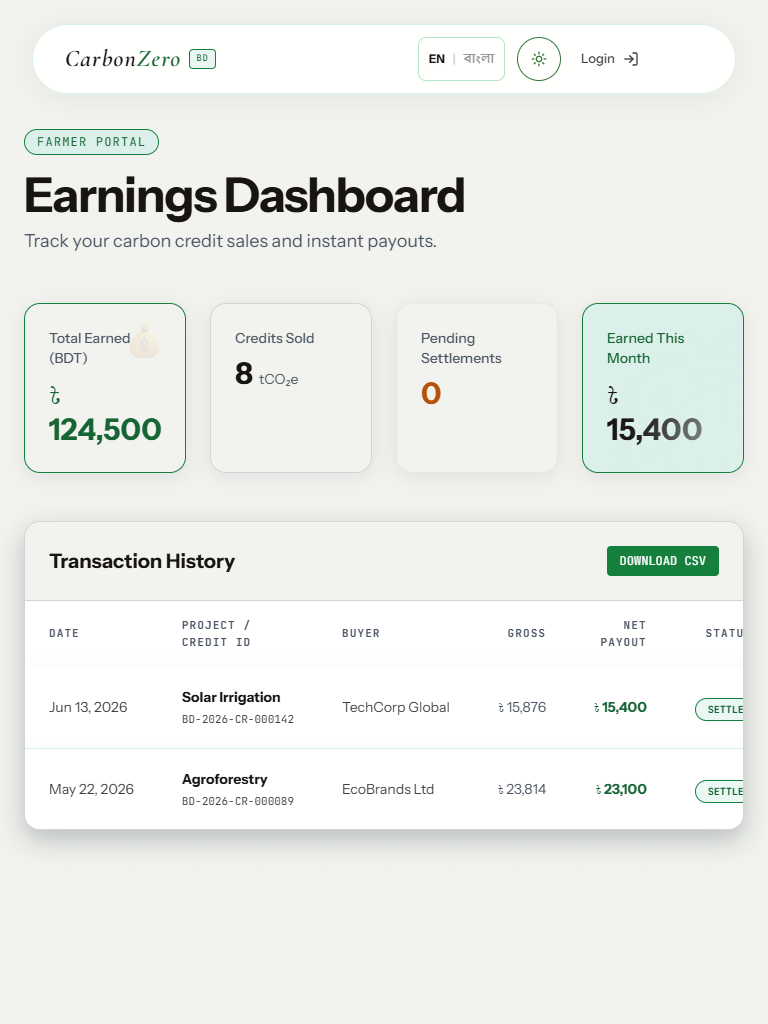 CarbonZero BD
EN | বাংলা
Login
FARMER PORTAL
Earnings Dashboard
Track your carbon credit sales and instant payouts.
Total Earned
(BDT)
৳
124,500
Credits Sold
8 tCO₂e
Pending
Settlements
0
Earned This
Month
৳
15,400
Transaction History
DOWNLOAD CSV
DATE
PROJECT /
CREDIT ID
BUYER
GROSS
NET
PAYOUT
STATU
Jun 13, 2026
Solar Irrigation
BD-2026-CR-000142
TechCorp Global
৳ 15,876
৳ 15,400
SETTLE
May 22, 2026
Agroforestry
BD-2026-CR-000089
EcoBrands Ltd
৳ 23,814
৳ 23,100
SETTLE